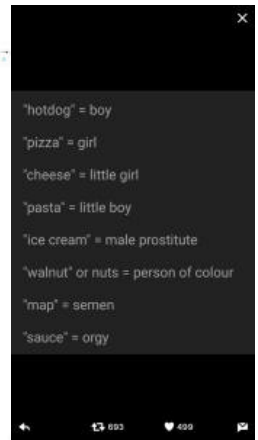 "hotdog" = boy
"pizza" = girl
"cheese" = little girl
"pasta" = little boy
"ice cream" = male prostitute
"walnut" or nuts = person of colour
"map" = semen
"sauce" = orgy
693 499